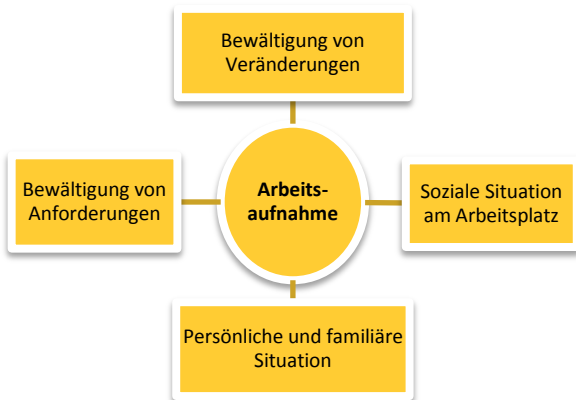 Bewältigung von
Veränderungen
Bewältigung von
Anforderungen
Arbeits-
aufnahme
Soziale Situation
am Arbeitsplatz
Persönliche und familiäre
Situation